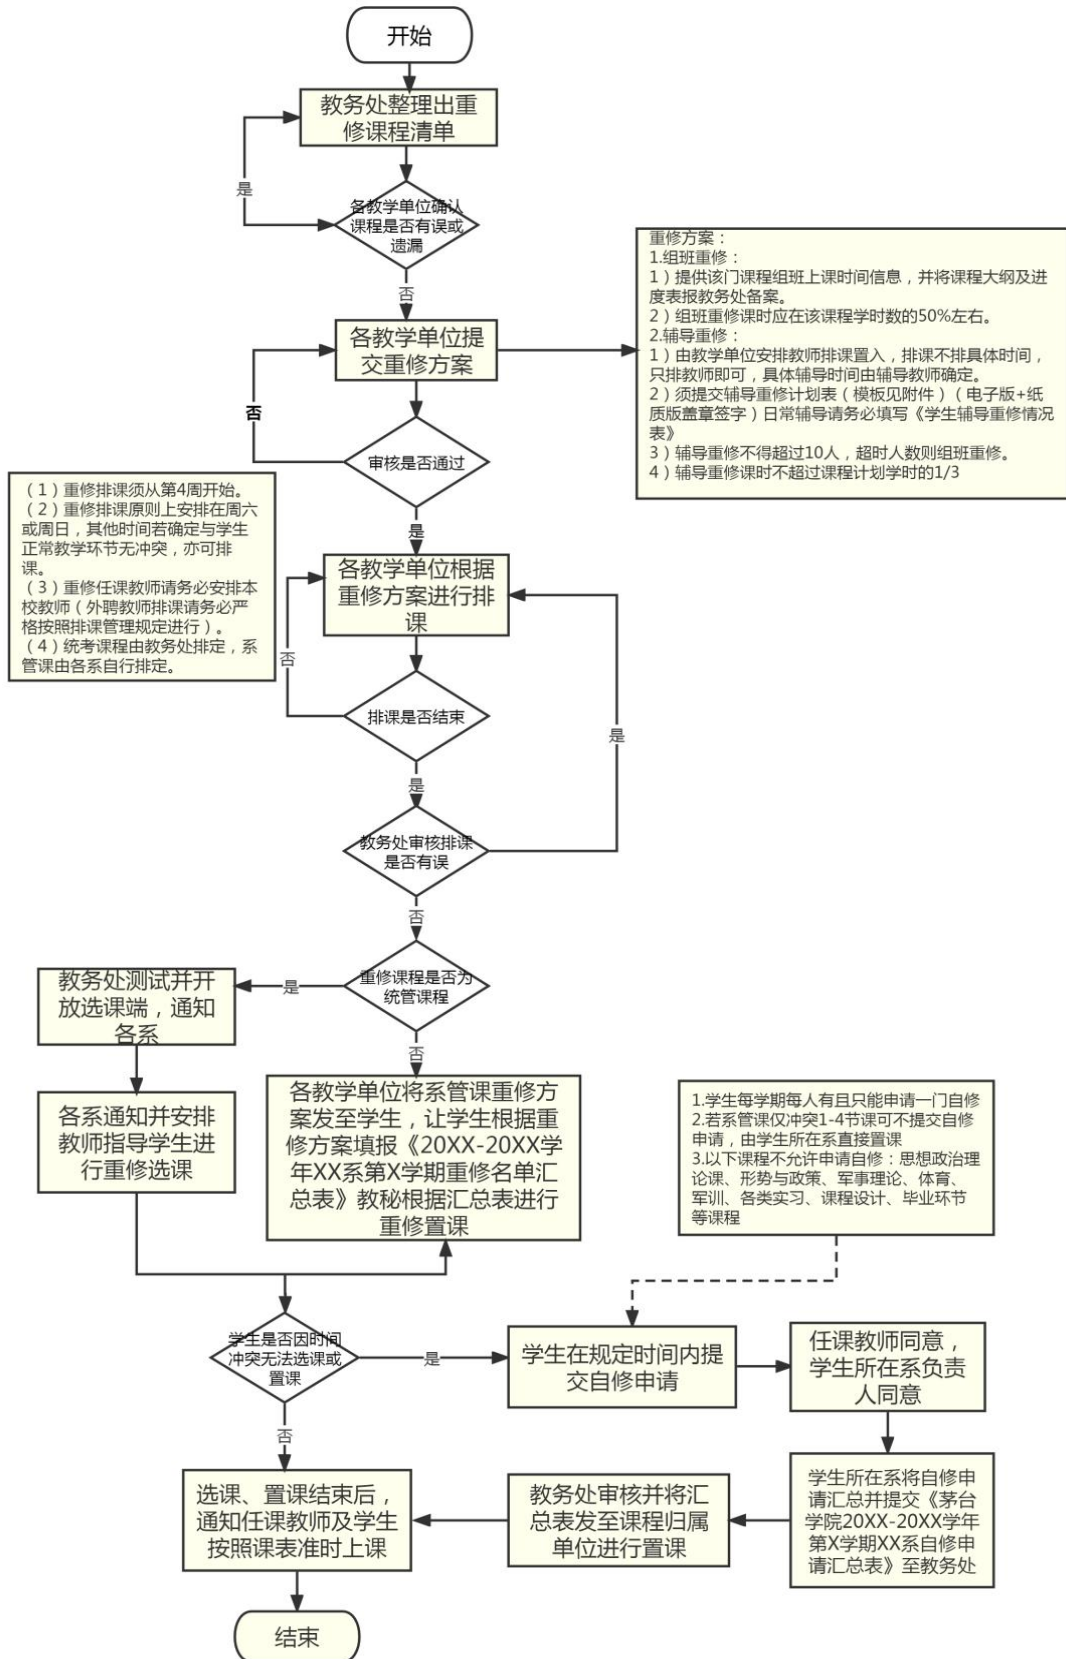 开始
教务处整理出重
修课程清单
是
各教学单位确认
课程是否有误或
遗漏
否
各教学单位提
交重修方案
重修方案：
1.组班重修：
1）提供该门课程组班上课时间信息，并将课程大纲及进
度表报教务处备案。
2）组班重修课时应在该课程学时数的50%左右。
2.辅导重修：
1）由教学单位安排教师排课置入，排课不排具体时间，
只排教师即可，具体辅导时间由辅导教师确定。
2）须提交辅导重修计划表（模板见附件）（电子版+纸
质版盖章签字）日常辅导请务必填写《学生辅导重修情况
表》
3）辅导重修不得超过10人，超时人数则组班重修。
4）辅导重修课时不超过课程计划学时的1/3
否
审核是否通过
是
（1）重修排课须从第4周开始。
（2）重修排课原则上安排在周六
或周日，其他时间若确定与学生
正常教学环节无冲突，亦可排
课。
（3）重修任课教师请务必安排本
校教师（外聘教师排课请务必严
格按照排课管理规定进行）。
（4）统考课程由教务处排定，系
管课由各系自行排定。
各教学单位根据
重修方案进行排
课
否
排课是否结束
是
是
教务处审核排课
是否有误
否
重修课程是否为
统管课程
是
教务处测试并开
放选课端，通知
各系
否
各系通知并安排
教师指导学生进
行重修选课
各教学单位将系管课重修方
案发至学生，让学生根据重
修方案填报《20XX-20XX学
年XX系第X学期重修名单汇
总表》教秘根据汇总表进行
重修置课
1.学生每学期每人有且只能申请一门自修
2.若系管课仅冲突1-4节课可不提交自修
申请，由学生所在系直接置课
3.以下课程不允许申请自修：思想政治理
论课、形势与政策、军事理论、体育、
军训、各类实习、课程设计、毕业环节
等课程
学生是否因时间
冲突无法选课或
置课
是
学生在规定时间内提
交自修申请
任课教师同意，
学生所在系负责
人同意
否
选课、置课结束后，
通知任课教师及学生
按照课表准时上课
教务处审核并将汇
总表发至课程归属
单位进行置课
学生所在系将自修申
请汇总并提交《茅台
学院20XX-20XX学年
第X学期XX系自修申
请汇总表》至教务处
结束